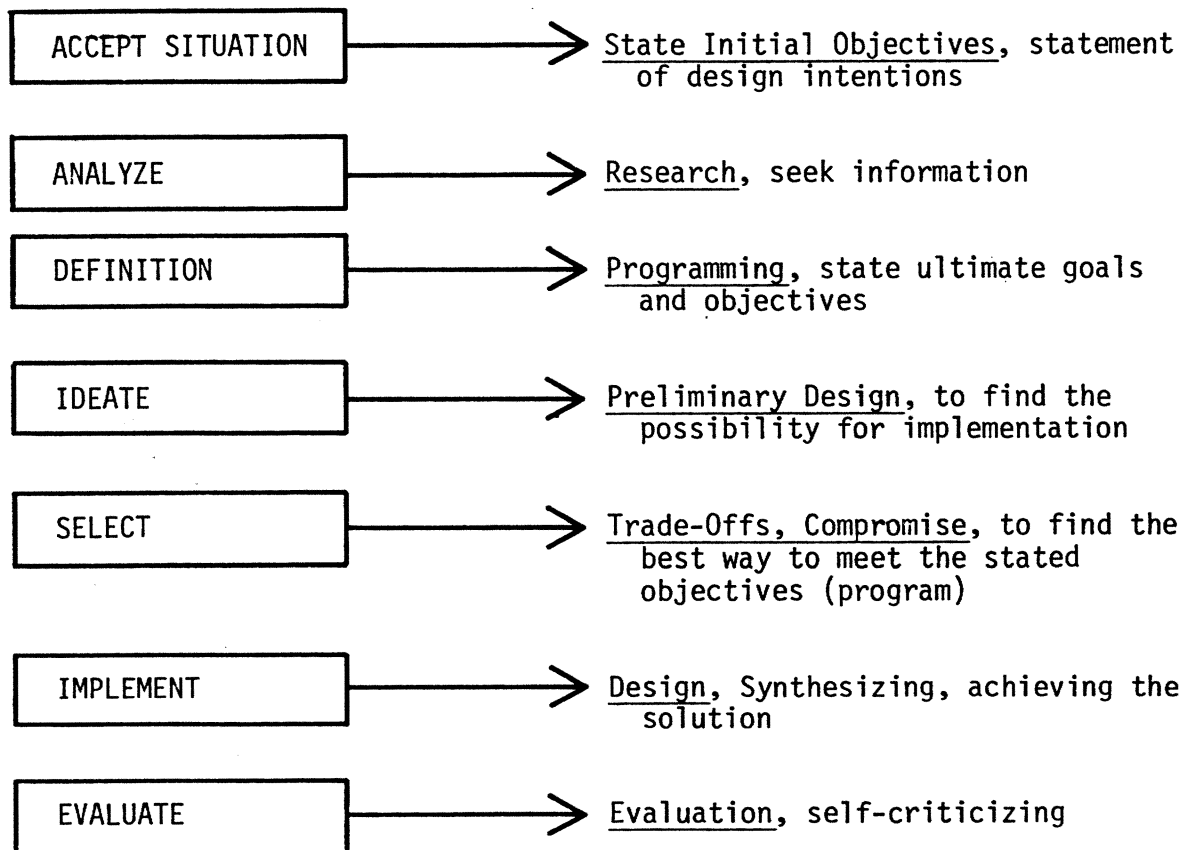 ACCEPT SITUATION
State Initial Objectives, statement
of design intentions
ANALYZE
Research, seek information
DEFINITION
Programming, state ultimate goals
and objectives
IDEATE
Preliminary Design, to find the
possibility for implementation
SELECT
Trade-Offs, Compromise, to find the
best way to meet the stated
objectives (program)
IMPLEMENT
Design, Synthesizing, achieving the
solution
EVALUATE
Evaluation, self-criticizing